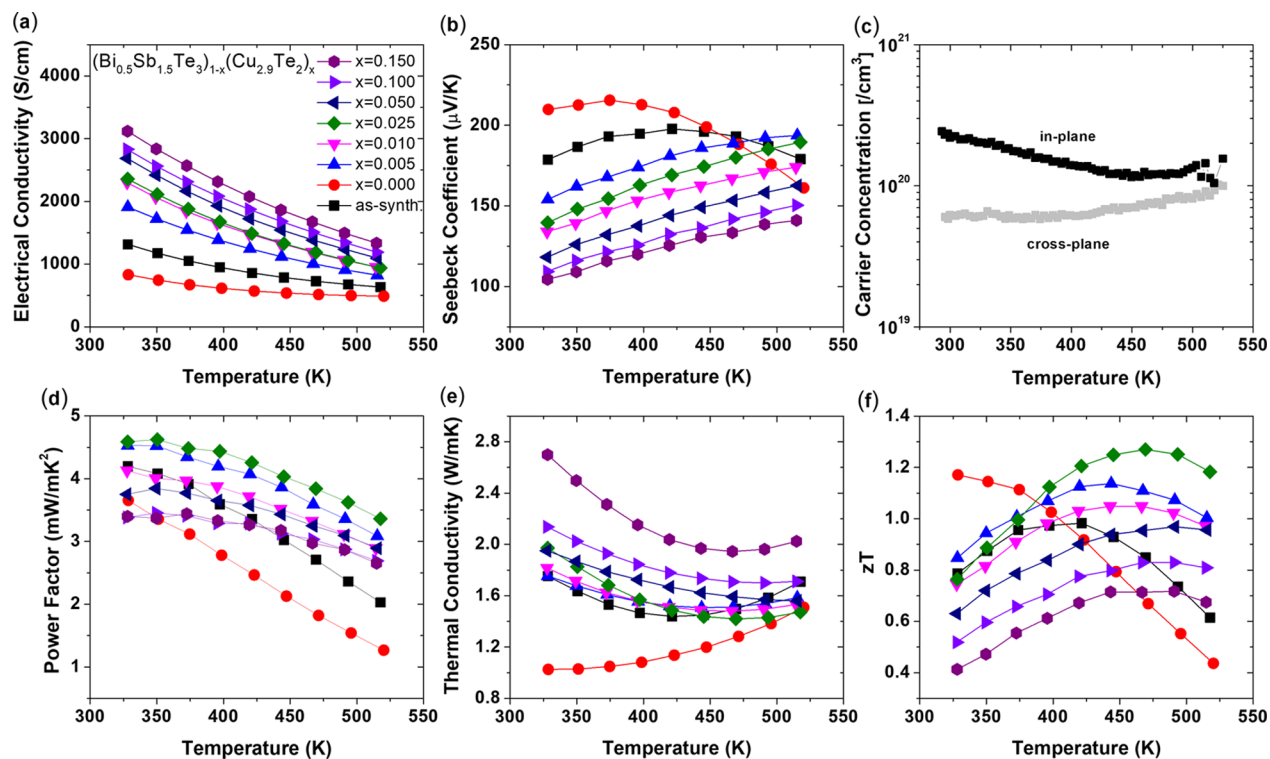 (a)
Electrical Conductivity (S/cm)
4000
3000
2000
1000
0
(Bi0.5Sb1.5Te3)1-x(Cu2.9Te2)x
x=0.150
x=0.100
x=0.050
x=0.025
x=0.010
x=0.005
x=0.000
as-synth
300 350 400 450 500 550
Temperature (K)
(b)
Seebeck Coefficient (μV/K)
250
200
150
100
300 350 400 450 500 550
Temperature (K)
(c)
Carrier Concentration [/cm³]
10²¹
10²⁰
10¹⁹
in-plane
cross-plane
300 350 400 450 500 550
Temperature (K)
(d)
Power Factor (mW/mK²)
5
4
3
2
1
300 350 400 450 500 550
Temperature (K)
(e)
Thermal Conductivity (W/mK)
2.8
2.4
2.0
1.6
1.2
0.8
300 350 400 450 500 550
Temperature (K)
(f)
zT
1.4
1.2
1.0
0.8
0.6
0.4
300 350 400 450 500 550
Temperature (K)